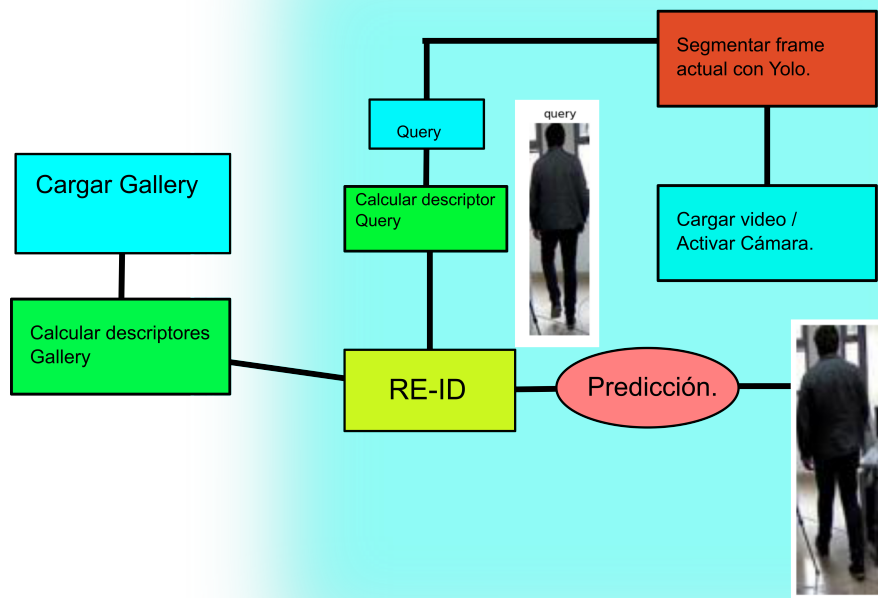 Segmentar frame
actual con Yolo.
query
Query
Cargar Gallery
Calcular descriptor
Query
Cargar video /
Activar Cámara.
Calcular descriptores
Gallery
RE-ID
Predicción.